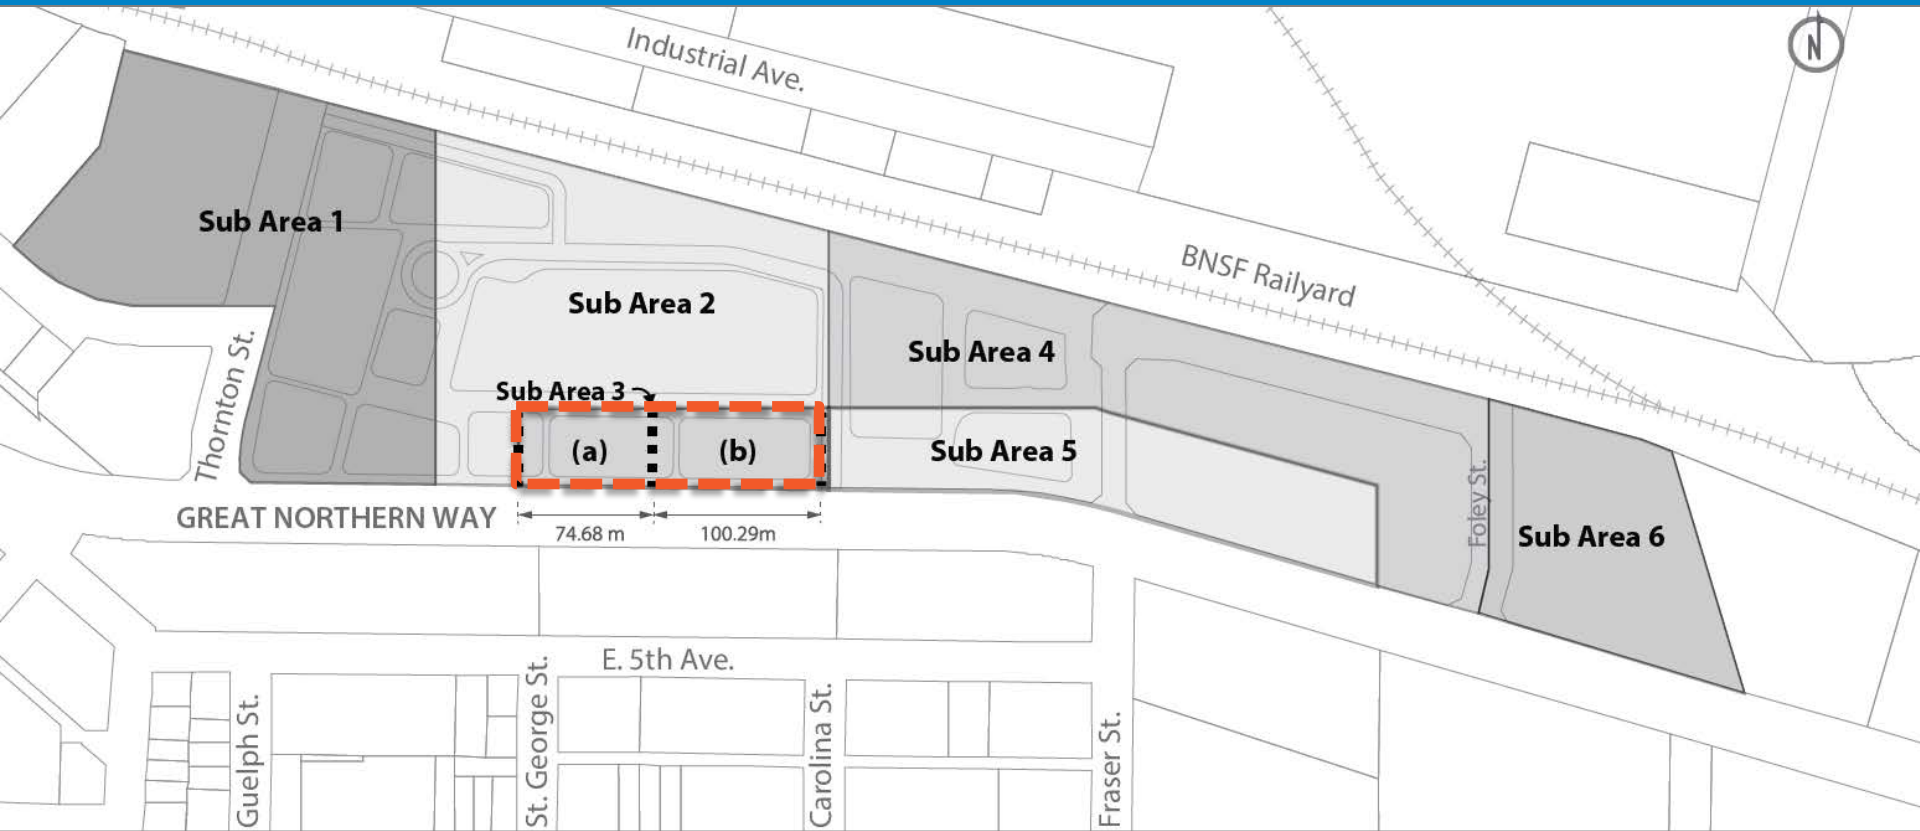 N
Industrial Ave.
BNSF Railyard
Sub Area 1
Sub Area 2
Sub Area 3
Sub Area 4
(a)
(b)
Sub Area 5
Sub Area 6
Thornton St.
Foley St.
GREAT NORTHERN WAY
74.68 m
100.29m
E. 5th Ave.
Guelph St.
St. George St.
Carolina St.
Fraser St.